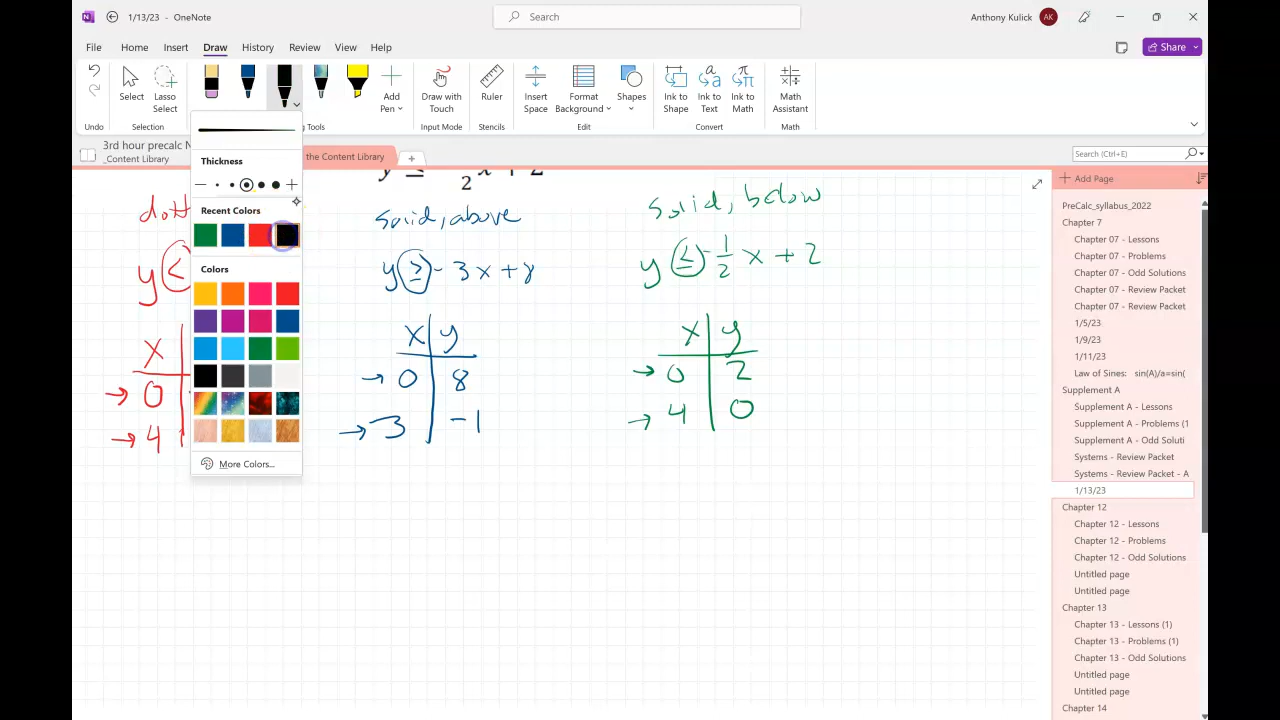 1/13/23 - OneNote
Search
Anthony Kulick
AK
File Home Insert Draw History Review View Help
Share
Undo
Select
Lasso Select
Add Pen
Draw with Touch
Ruler
Insert Space
Format Background
Shapes
Ink to Shape
Ink to Text
Ink to Math
Math Assistant
Undo Selection ng Tools Input Mode Stencils Edit Convert Math
3rd hour precalc N
_Content Library
the Content Library
Search (Ctrl+E)
Thickness
Recent Colors
Colors
More Colors...
2
dott
y <
x
→ 0
→ 4
solid, above
y ≥ - 3x + 8
x y
→ 0 8
→ 3 -1
solid, below
y ≤ -1/2 x + 2
x y
→ 0 2
→ 4 0
Add Page
PreCalc_syllabus_2022
Chapter 7
Chapter 07 - Lessons
Chapter 07 - Problems
Chapter 07 - Odd Solutions
Chapter 07 - Review Packet
Chapter 07 - Review Packet
1/5/23
1/9/23
1/11/23
Law of Sines: sin(A)/a=sin(
Supplement A
Supplement A - Lessons
Supplement A - Problems (1
Supplement A - Odd Soluti
Systems - Review Packet
Systems - Review Packet - A
1/13/23
Chapter 12
Chapter 12 - Lessons
Chapter 12 - Problems
Chapter 12 - Odd Solutions
Untitled page
Untitled page
Chapter 13
Chapter 13 - Lessons (1)
Chapter 13 - Problems (1)
Chapter 13 - Odd Solutions
Untitled page
Untitled page
Chapter 14